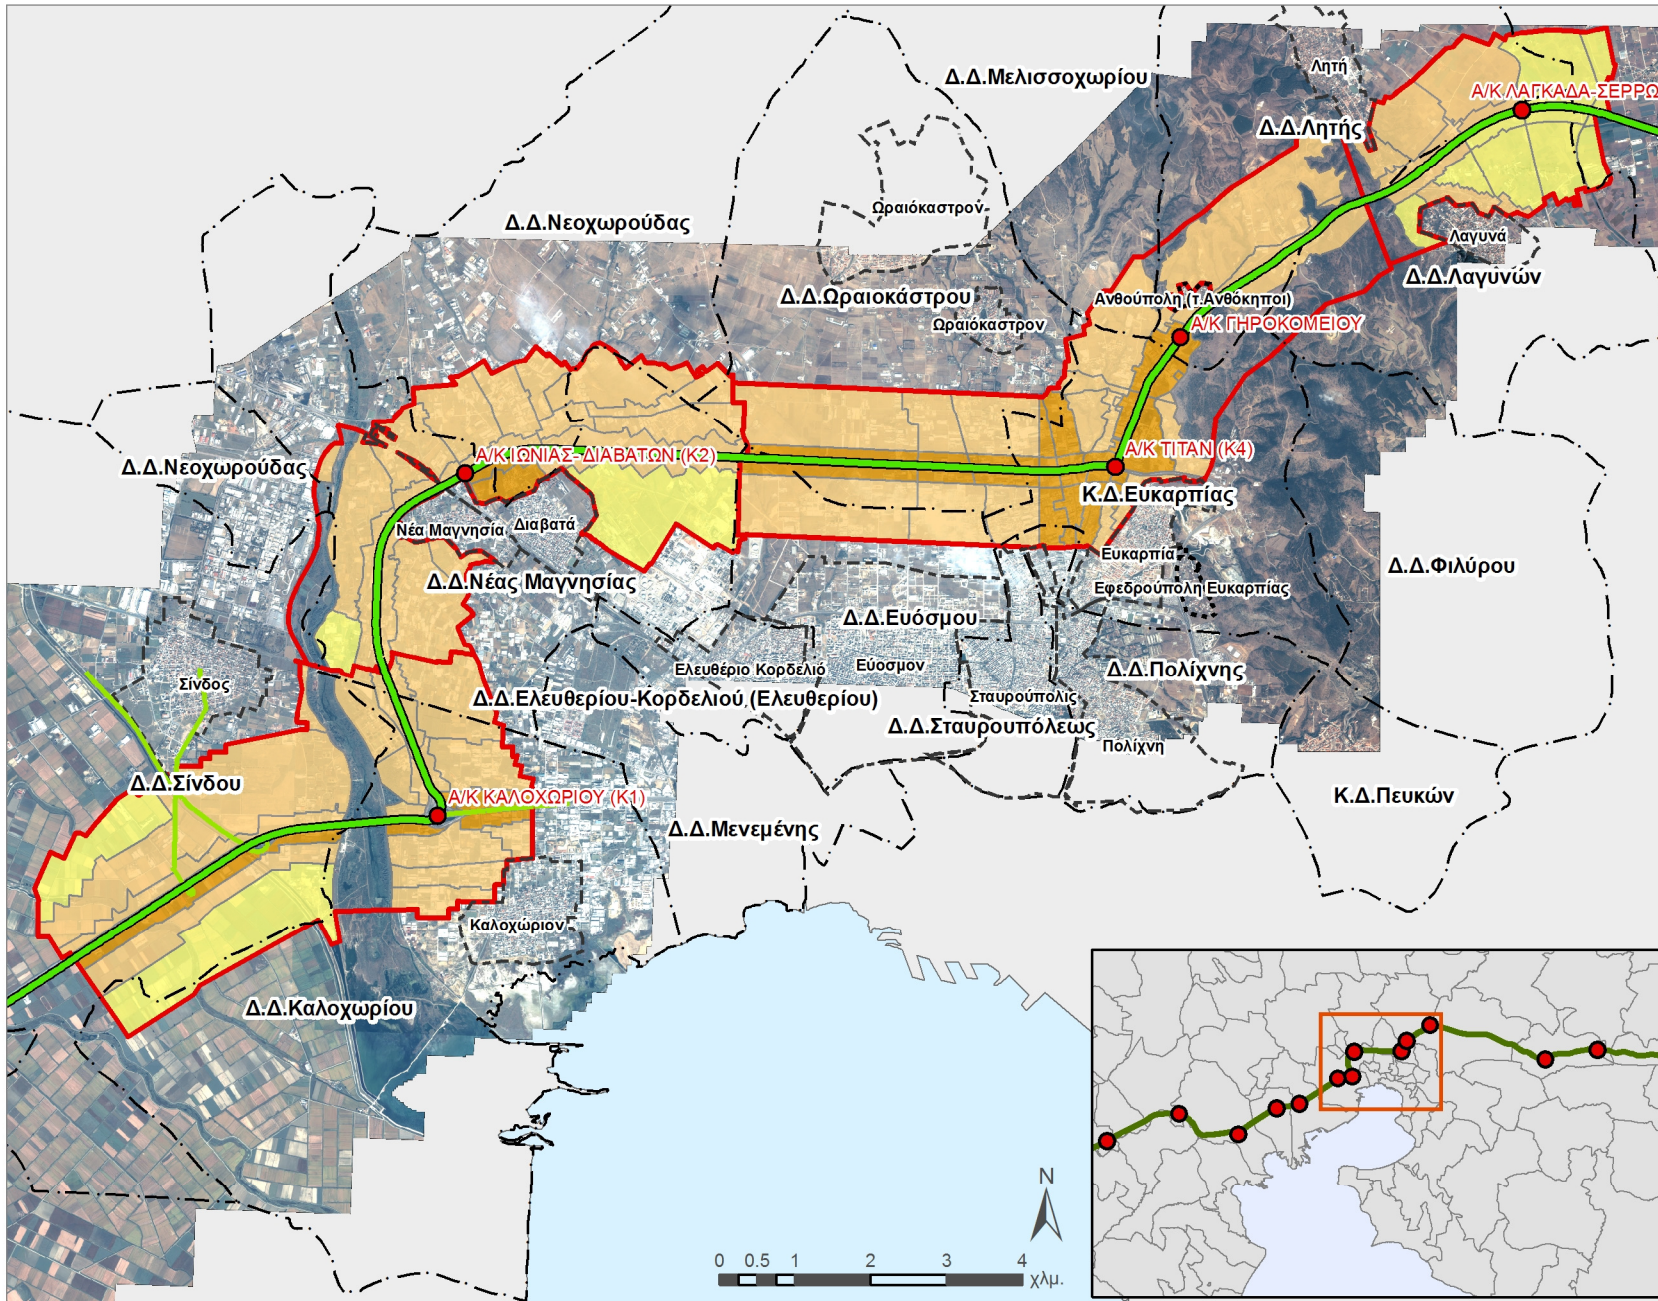 Λητή
Δ.Δ.Μελισσοχωρίου
Α/Κ ΛΑΓΚΑΔΑ-ΣΕΡΡΩ
Δ.Δ.Λητής
Ωραιόκαστρον
Δ.Δ.Νεοχωρούδας
Λαγυνά
Δ.Δ.Λαγυνών
Δ.Δ.Ωραιοκάστρου
Ανθούπολη (τ.Ανθόκηποι)
Ωραιόκαστρον
Α/Κ ΓΗΡΟΚΟΜΕΙΟΥ
Δ.Δ.Νεοχωρούδας
Α/Κ ΙΩΝΙΑΣ- ΔΙΑΒΑΤΩΝ (Κ2)
Α/Κ ΤΙΤΑΝ (Κ4)
Κ.Δ.Ευκαρπίας
Νέα Μαγνησία
Διαβατά
Ευκαρπία
Δ.Δ.Φιλύρου
Δ.Δ.Νέας Μαγνησίας
Εφεδρούπολη Ευκαρπίας
Δ.Δ.Ευόσμου
Ελευθέριο Κορδελιό
Εύοσμον
Δ.Δ.Πολίχνης
Σίνδος
Δ.Δ.Ελευθερίου-Κορδελιού (Ελευθερίου)
Σταυρούπολις
Δ.Δ.Σταυρουπόλεως
Πολίχνη
Δ.Δ.Σίνδου
Α/Κ ΚΑΛΟΧΩΡΙΟΥ (Κ1)
Κ.Δ.Πευκών
Δ.Δ.Μενεμένης
Καλοχώριον
Δ.Δ.Καλοχωρίου
N
0 0.5 1 2 3 4
χλμ.